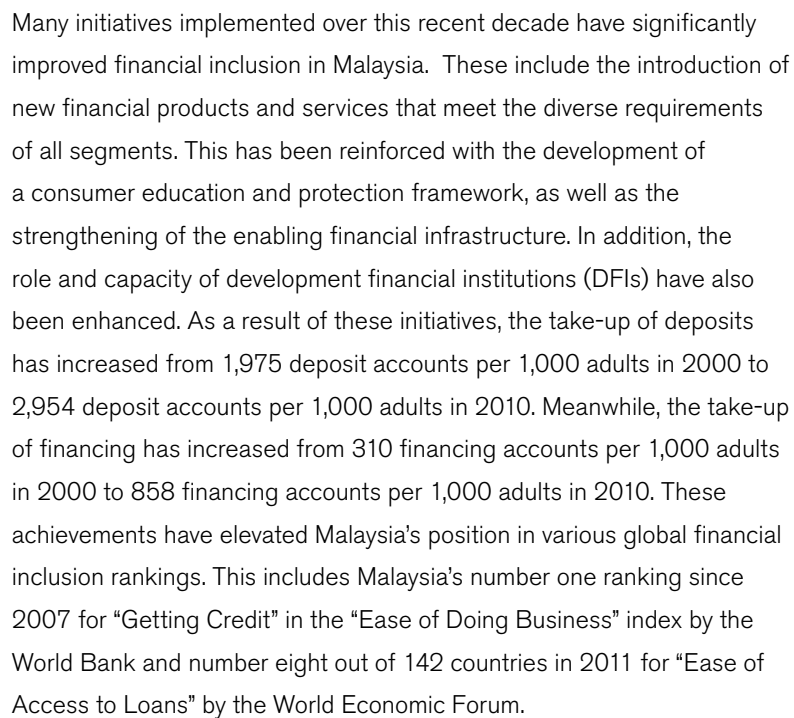 Many initiatives implemented over this recent decade have significantly
improved financial inclusion in Malaysia.  These include the introduction of
new financial products and services that meet the diverse requirements
of all segments. This has been reinforced with the development of
a consumer education and protection framework, as well as the
strengthening of the enabling financial infrastructure. In addition, the
role and capacity of development financial institutions (DFIs) have also
been enhanced. As a result of these initiatives, the take-up of deposits
has increased from 1,975 deposit accounts per 1,000 adults in 2000 to
2,954 deposit accounts per 1,000 adults in 2010. Meanwhile, the take-up
of financing has increased from 310 financing accounts per 1,000 adults
in 2000 to 858 financing accounts per 1,000 adults in 2010. These
achievements have elevated Malaysia’s position in various global financial
inclusion rankings. This includes Malaysia’s number one ranking since
2007 for “Getting Credit” in the “Ease of Doing Business” index by the
World Bank and number eight out of 142 countries in 2011 for “Ease of
Access to Loans” by the World Economic Forum.